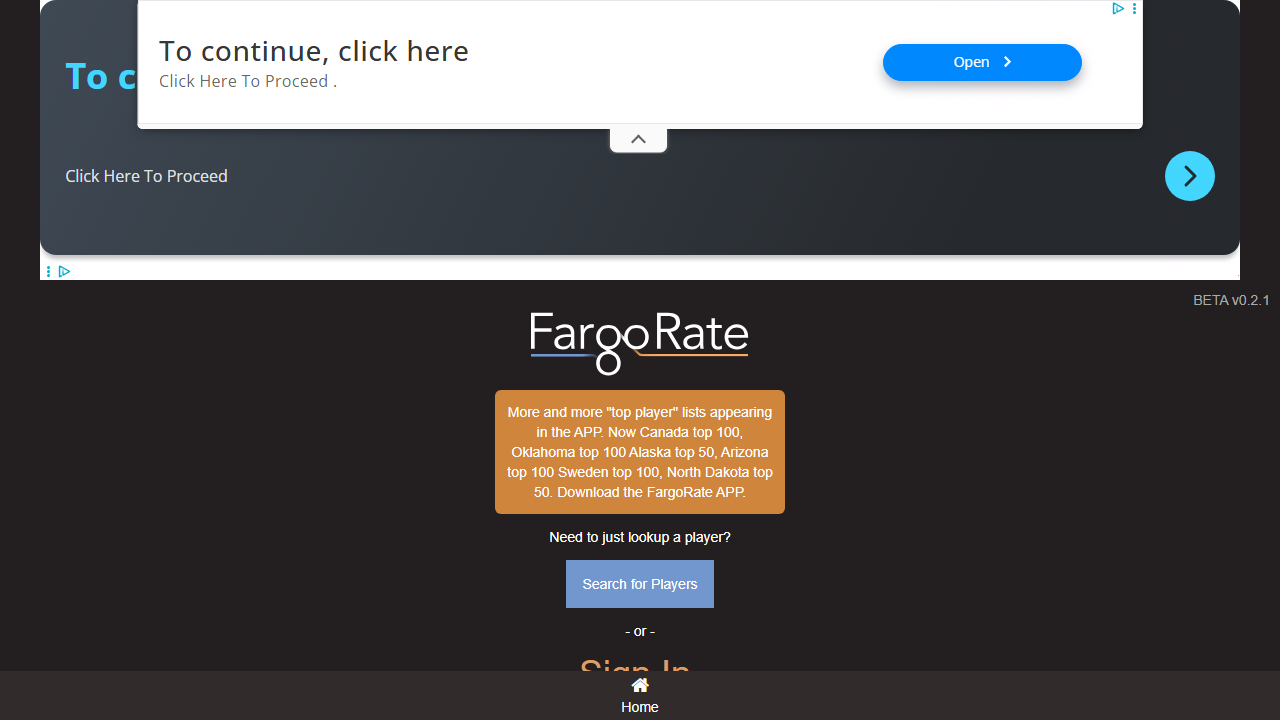 To continue, click here
Click Here To Proceed .
Open
To c
Click Here To Proceed
BETA v0.2.1
FargoRate
More and more "top player" lists appearing
in the APP. Now Canada top 100,
Oklahoma top 100 Alaska top 50, Arizona
top 100 Sweden top 100, North Dakota top
50. Download the FargoRate APP.
Need to just lookup a player?
Search for Players
- or -
Sign In
Home